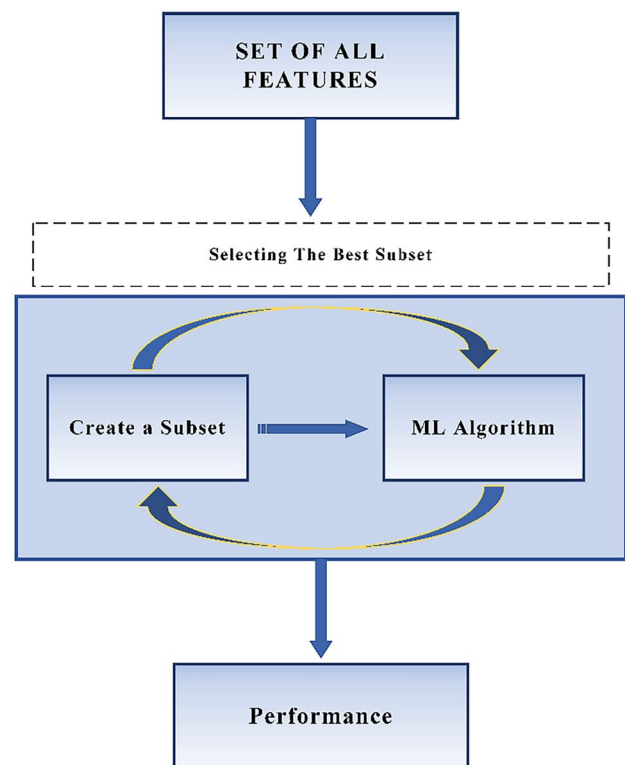 SET OF ALL
FEATURES
Selecting The Best Subset
Create a Subset
ML Algorithm
Performance